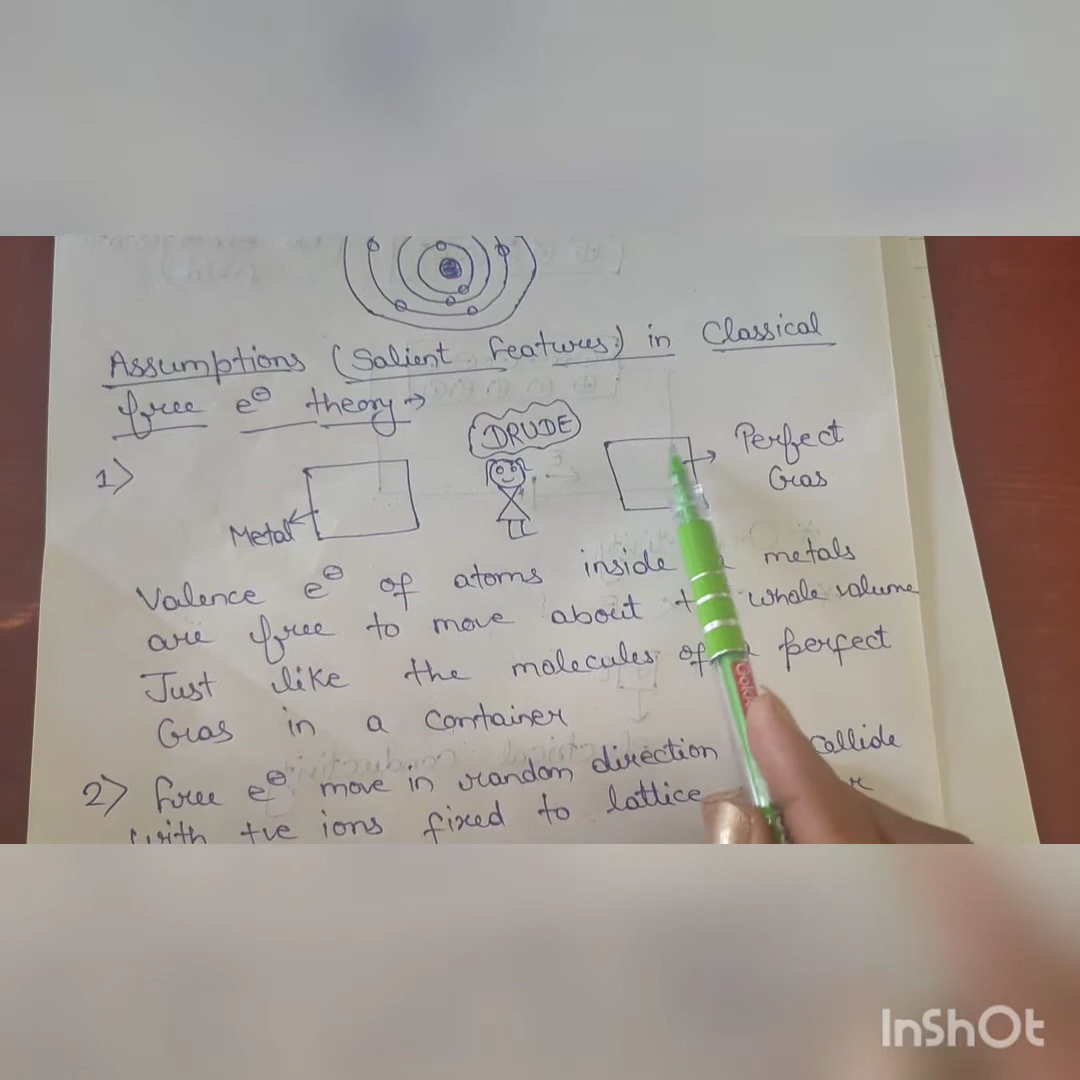 Assumptions (Salient features) in Classical
free e⊖ theory→
1)
DRUDE
Perfect
Gas
Metal
Valence e⊖ of atoms inside metals
are free to move about whole volume
Just like the molecules of perfect
Gas in a container
2) free e⊖ move in random direction collide
with +ve ions fixed to lattice
InShOt